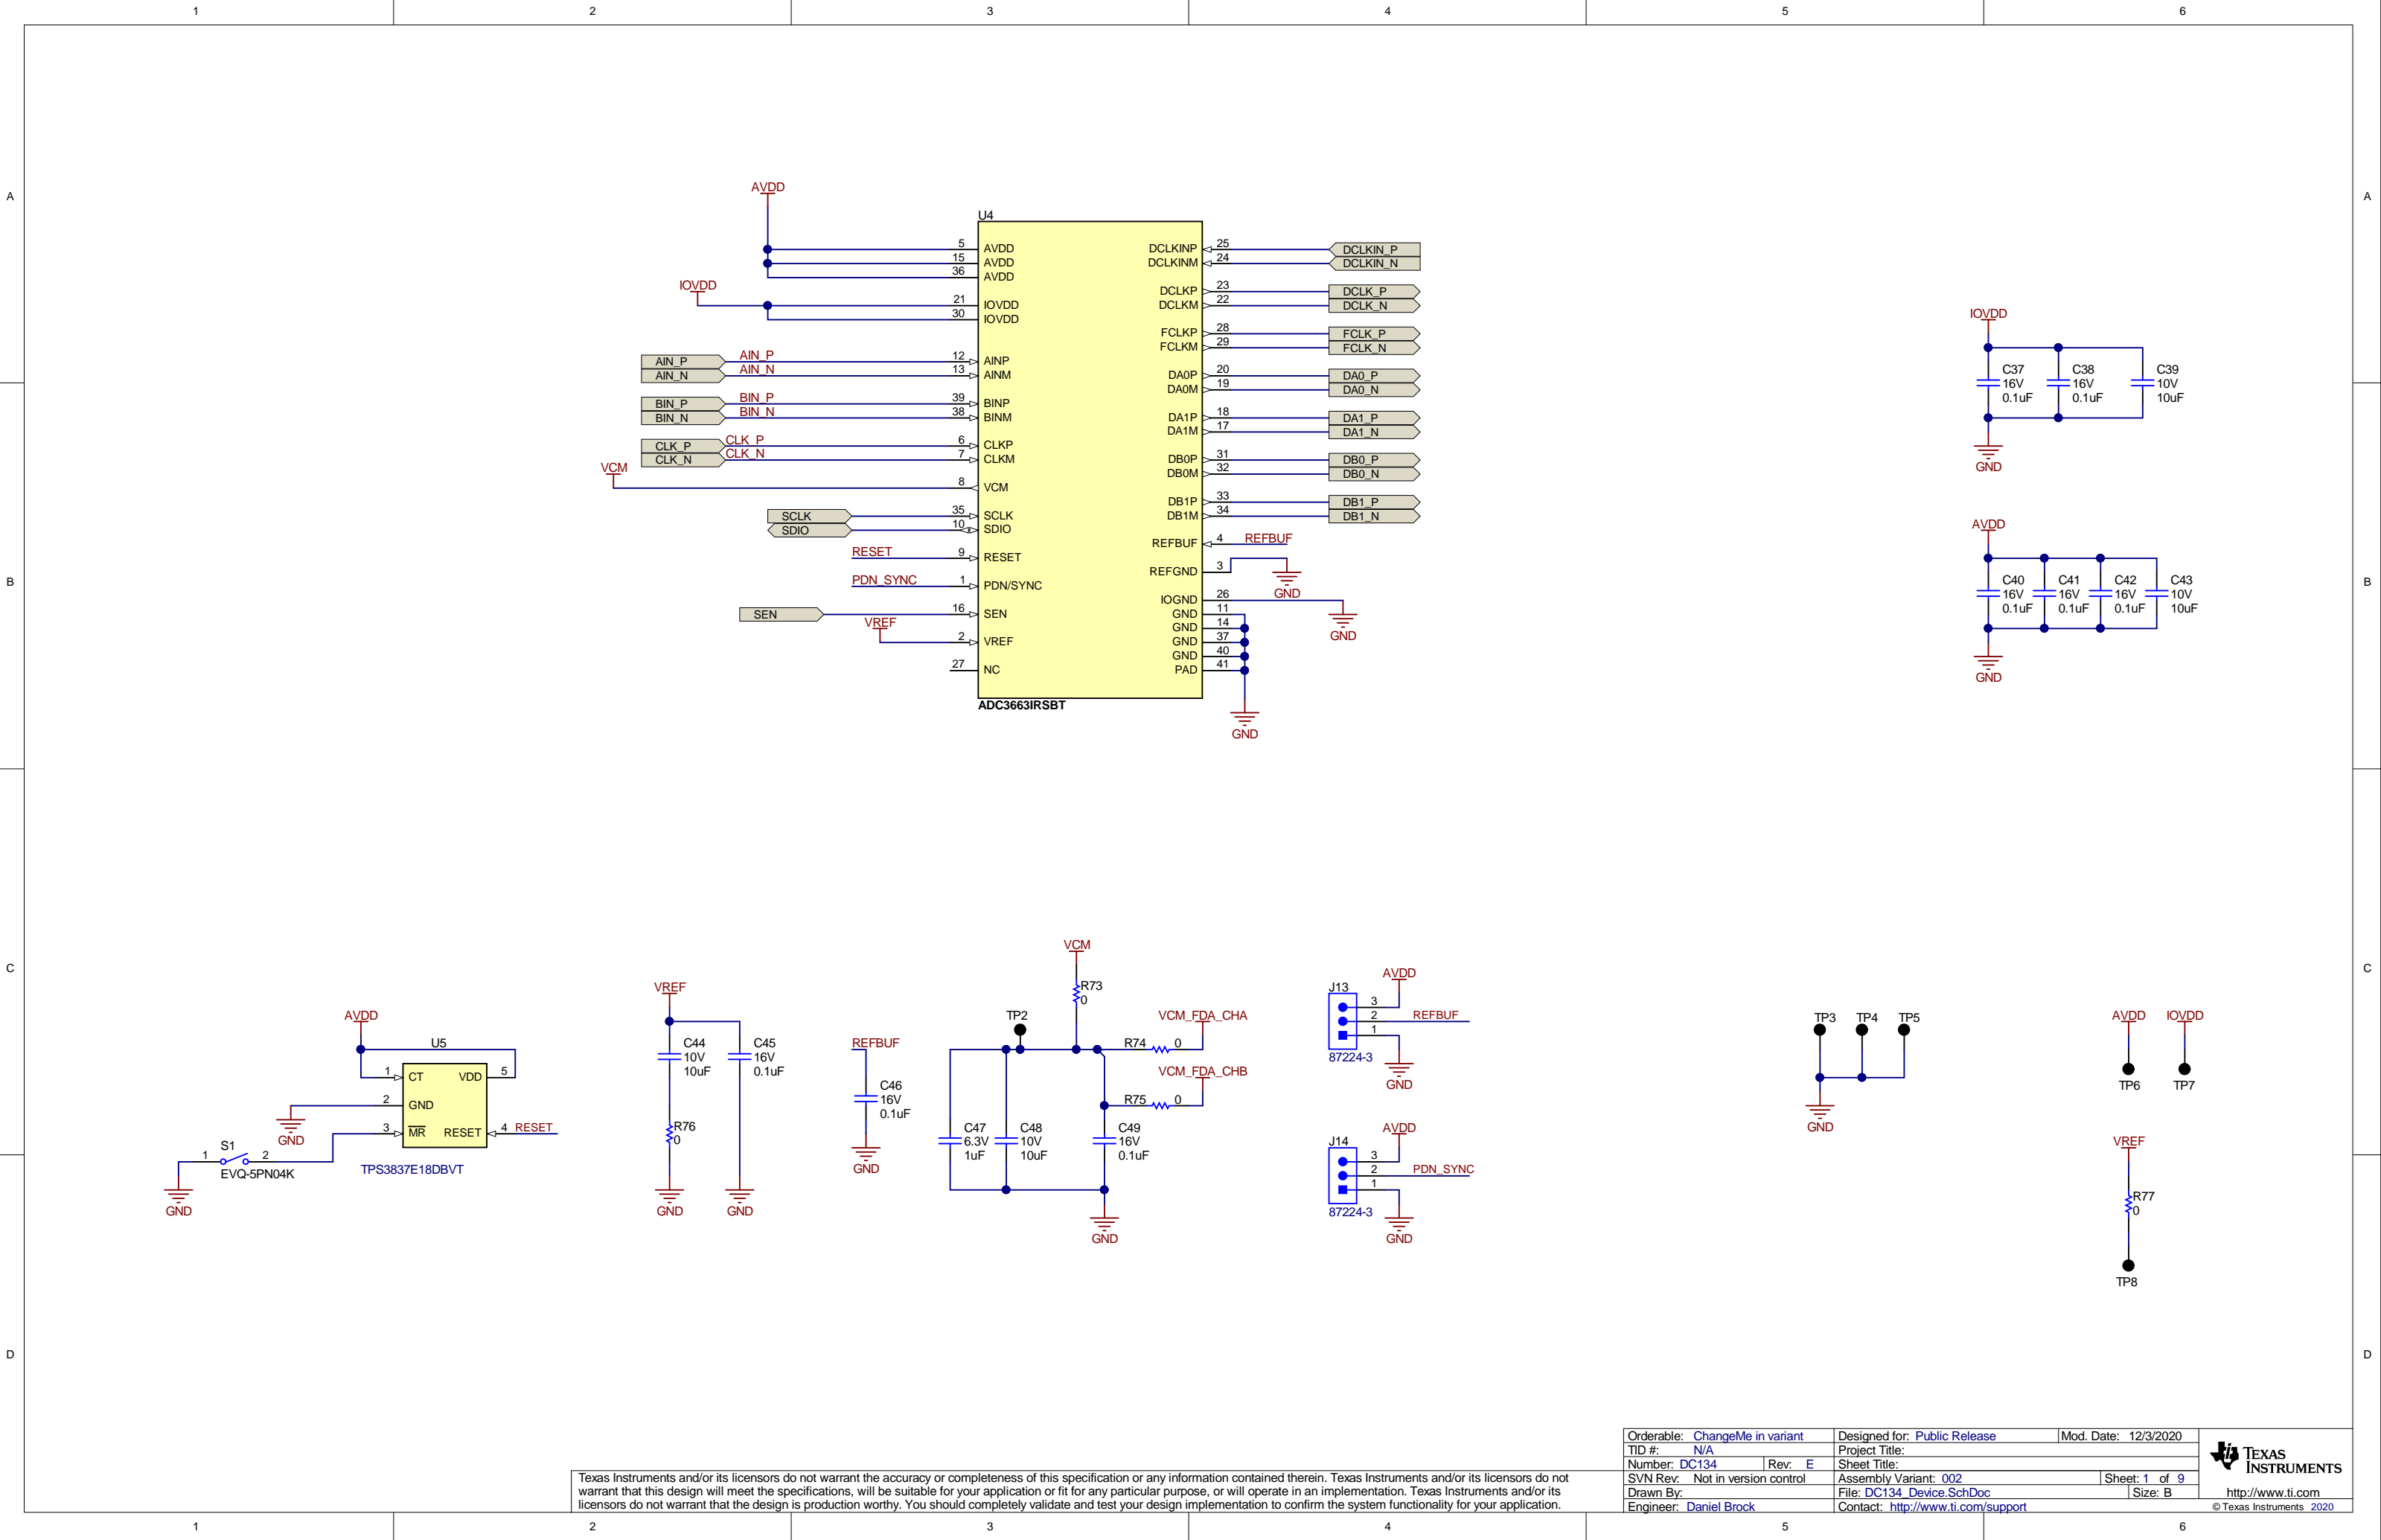 1 2 3 4 5 6
A A
AVDD
U4
5 AVDD DCLKINP 25 DCLKIN_P
15 AVDD DCLKINM 24 DCLKIN_N
36 AVDD
IOVDD
DCLKP 23 DCLK_P
21 IOVDD DCLKM 22 DCLK_N
30 IOVDD
FCLKP 28 FCLK_P
FCLKM 29 FCLK_N
AIN_P AIN_P 12 AINP
AIN_N AIN_N 13 AINM
DA0P 20 DA0_P
DA0M 19 DA0_N
BIN_P BIN_P 39 BINP
BIN_N BIN_N 38 BINM
DA1P 18 DA1_P
DA1M 17 DA1_N
CLK_P CLK_P 6 CLKP
CLK_N CLK_N 7 CLKM
DB0P 31 DB0_P
DB0M 32 DB0_N
VCM
8 VCM
DB1P 33 DB1_P
DB1M 34 DB1_N
SCLK 35 SCLK
SDIO 10 SDIO
REFBUF 4 REFBUF
RESET 9 RESET
REFGND 3
GND
PDN_SYNC 1 PDN/SYNC
IOGND 26
GND
SEN 16 SEN
GND 11
GND 14
GND 37
GND 40
PAD 41
VREF
2 VREF
27 NC
ADC3663IRSBT
GND
IOVDD
C37 C38 C39
16V 16V 10V
0.1uF 0.1uF 10uF
GND
B B
AVDD
C40 C41 C42 C43
16V 16V 16V 10V
0.1uF 0.1uF 0.1uF 10uF
GND
C C
AVDD
U5
1 CT VDD 5
2 GND
GND
3 MR RESET 4 RESET
S1
1 2
EVQ-5PN04K
TPS3837E18DBVT
GND
VREF
C44 C45
10V 16V
10uF 0.1uF
R76
0
GND GND
REFBUF
C46
16V
0.1uF
GND
VCM
R73
0
TP2
VCM_FDA_CHA
R74 0
VCM_FDA_CHB
R75 0
C47 C48 C49
6.3V 10V 16V
1uF 10uF 0.1uF
GND
J13 AVDD
3
2 REFBUF
1
87224-3
GND
J14 AVDD
3
2 PDN_SYNC
1
87224-3
GND
TP3 TP4 TP5
GND
AVDD IOVDD
TP6 TP7
VREF
R77
0
TP8
D D
Texas Instruments and/or its licensors do not warrant the accuracy or completeness of this specification or any information contained therein. Texas Instruments and/or its licensors do not
warrant that this design will meet the specifications, will be suitable for your application or fit for any particular purpose, or will operate in an implementation. Texas Instruments and/or its
licensors do not warrant that the design is production worthy. You should completely validate and test your design implementation to confirm the system functionality for your application.
Orderable: ChangeMe in variant Designed for: Public Release Mod. Date: 12/3/2020
TID #: N/A Project Title:
Number: DC134 Rev: E Sheet Title:
SVN Rev: Not in version control Assembly Variant: 002 Sheet: 1 of 9
Drawn By: File: DC134_Device.SchDoc Size: B
Engineer: Daniel Brock Contact: http://www.ti.com/support
TEXAS
INSTRUMENTS
http://www.ti.com
© Texas Instruments 2020
1 2 3 4 5 6